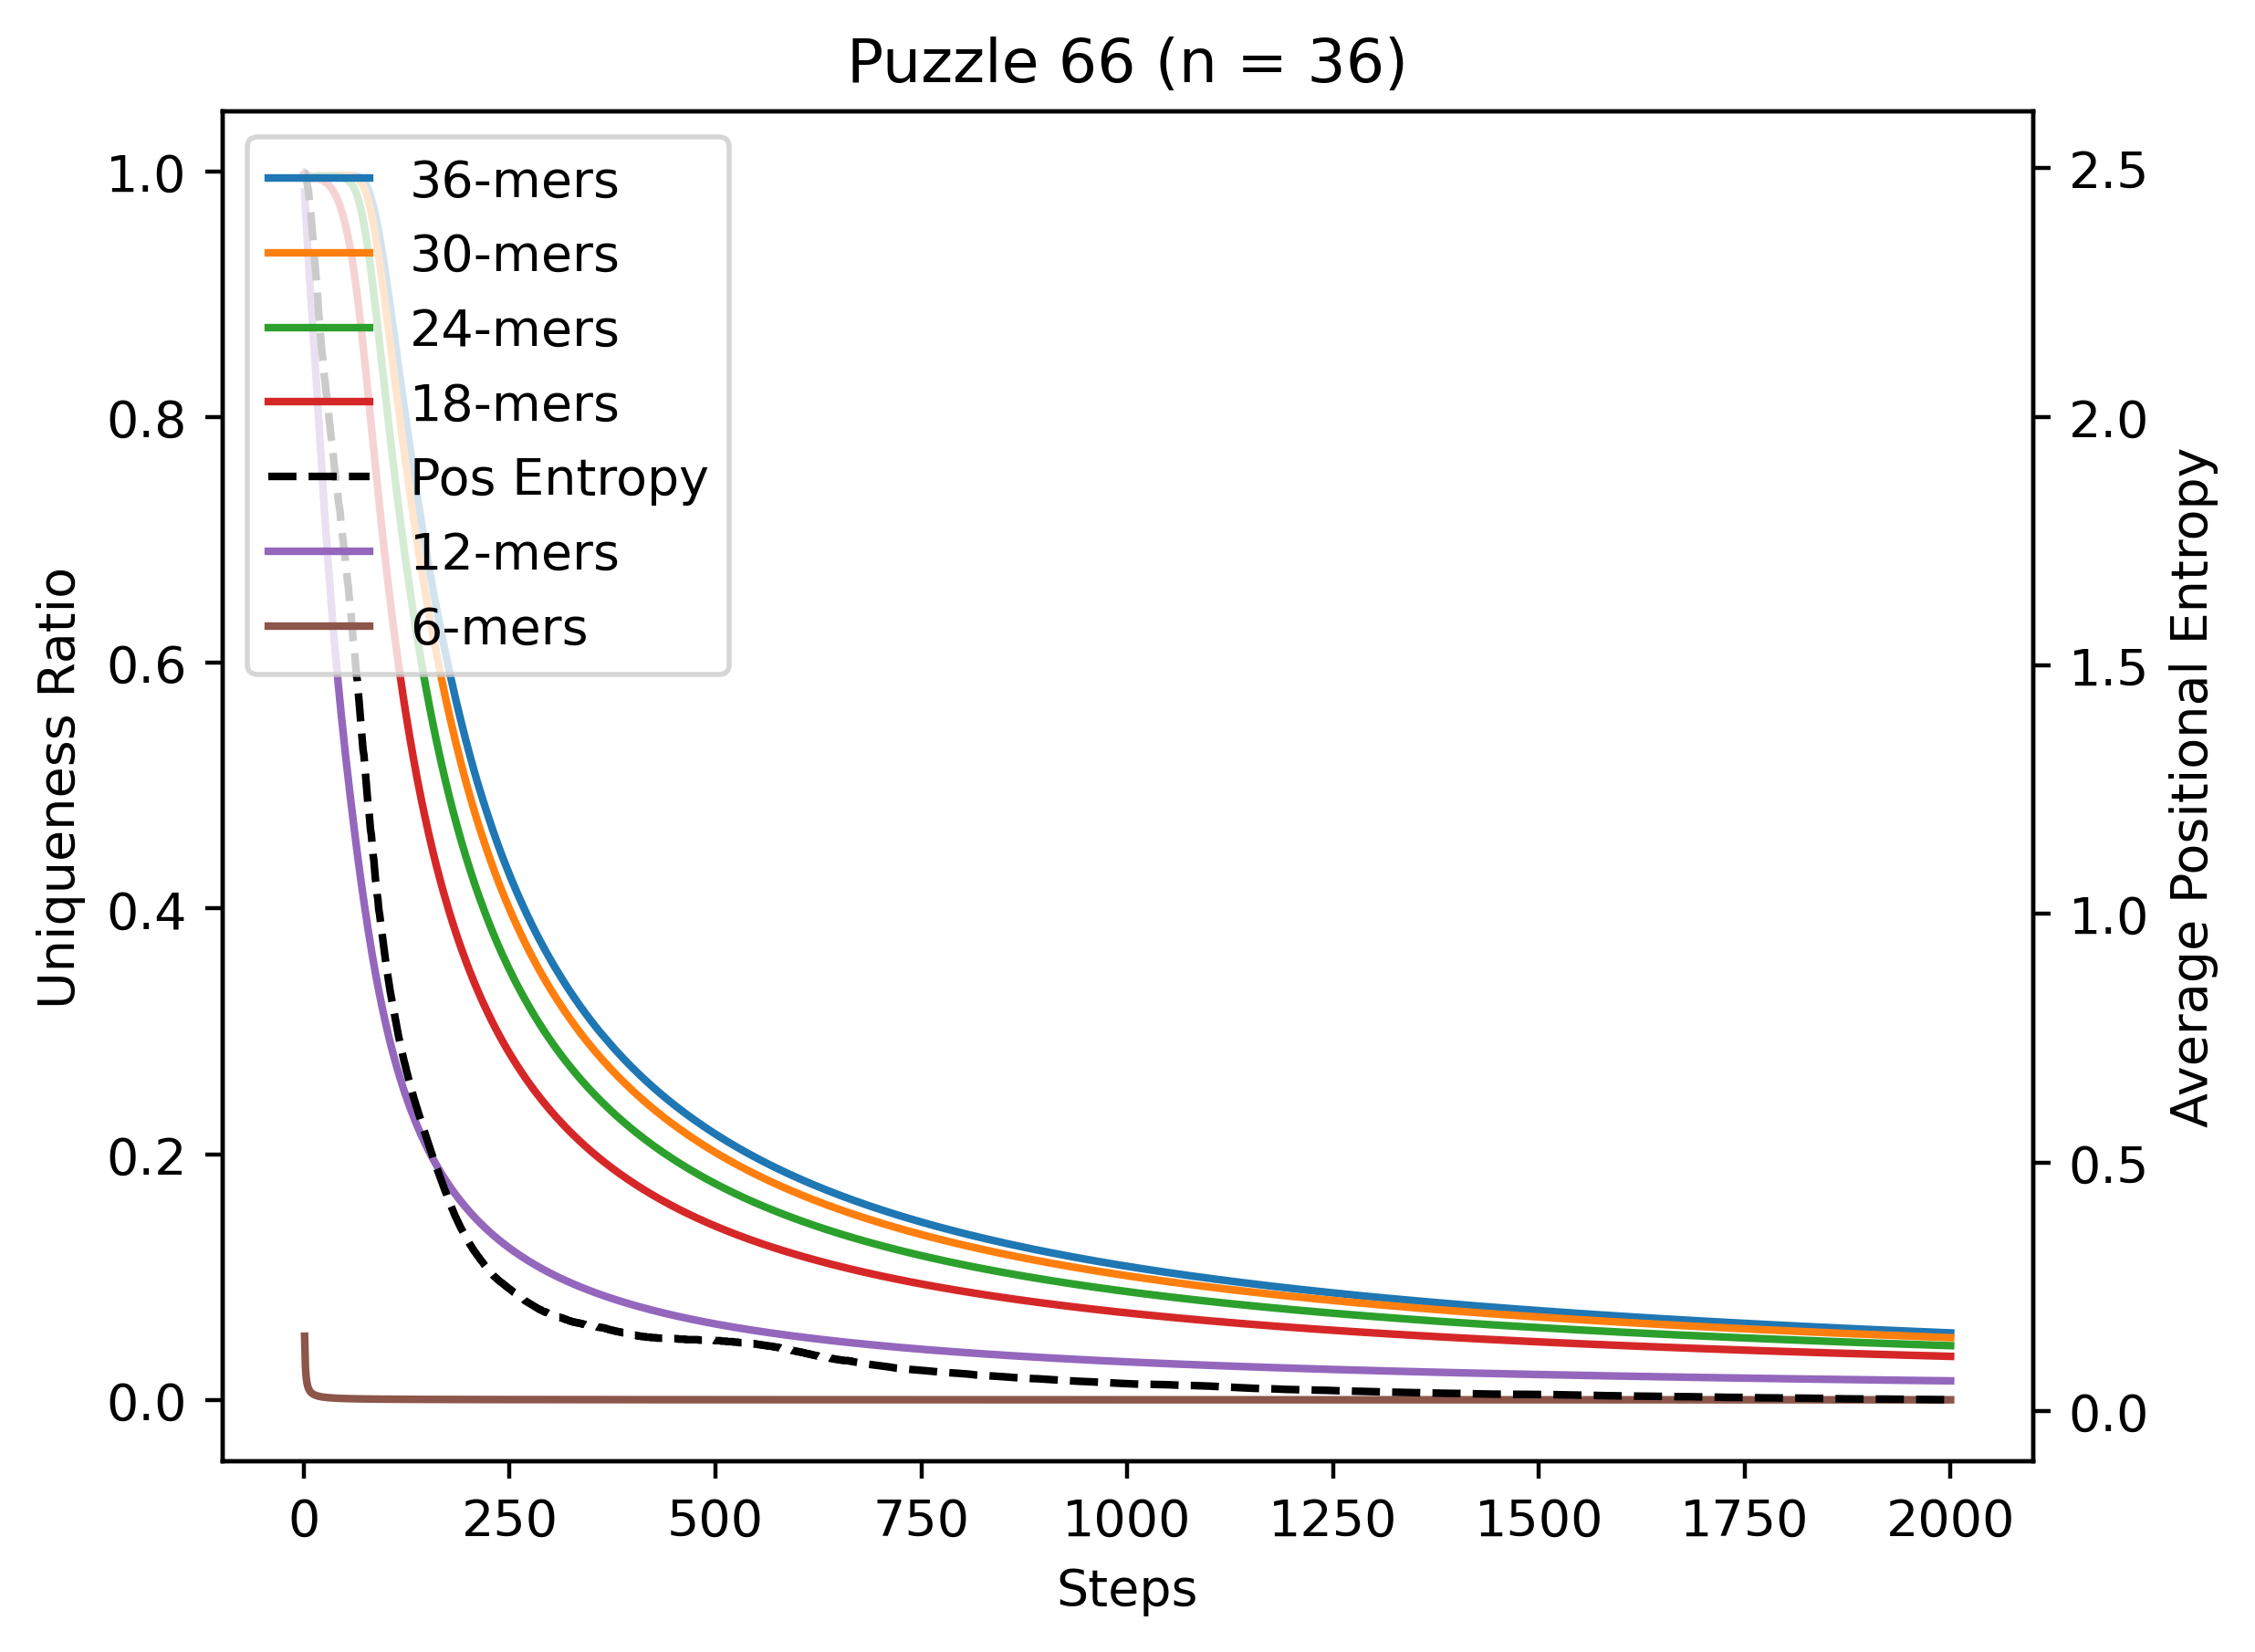 Puzzle 66 (n = 36)
Uniqueness Ratio
1.0
0.8
0.6
0.4
0.2
0.0
36-mers
30-mers
24-mers
18-mers
Pos Entropy
12-mers
6-mers
2.5
2.0
1.5
1.0
0.5
0.0
Average Positional Entropy
0 250 500 750 1000 1250 1500 1750 2000
Steps